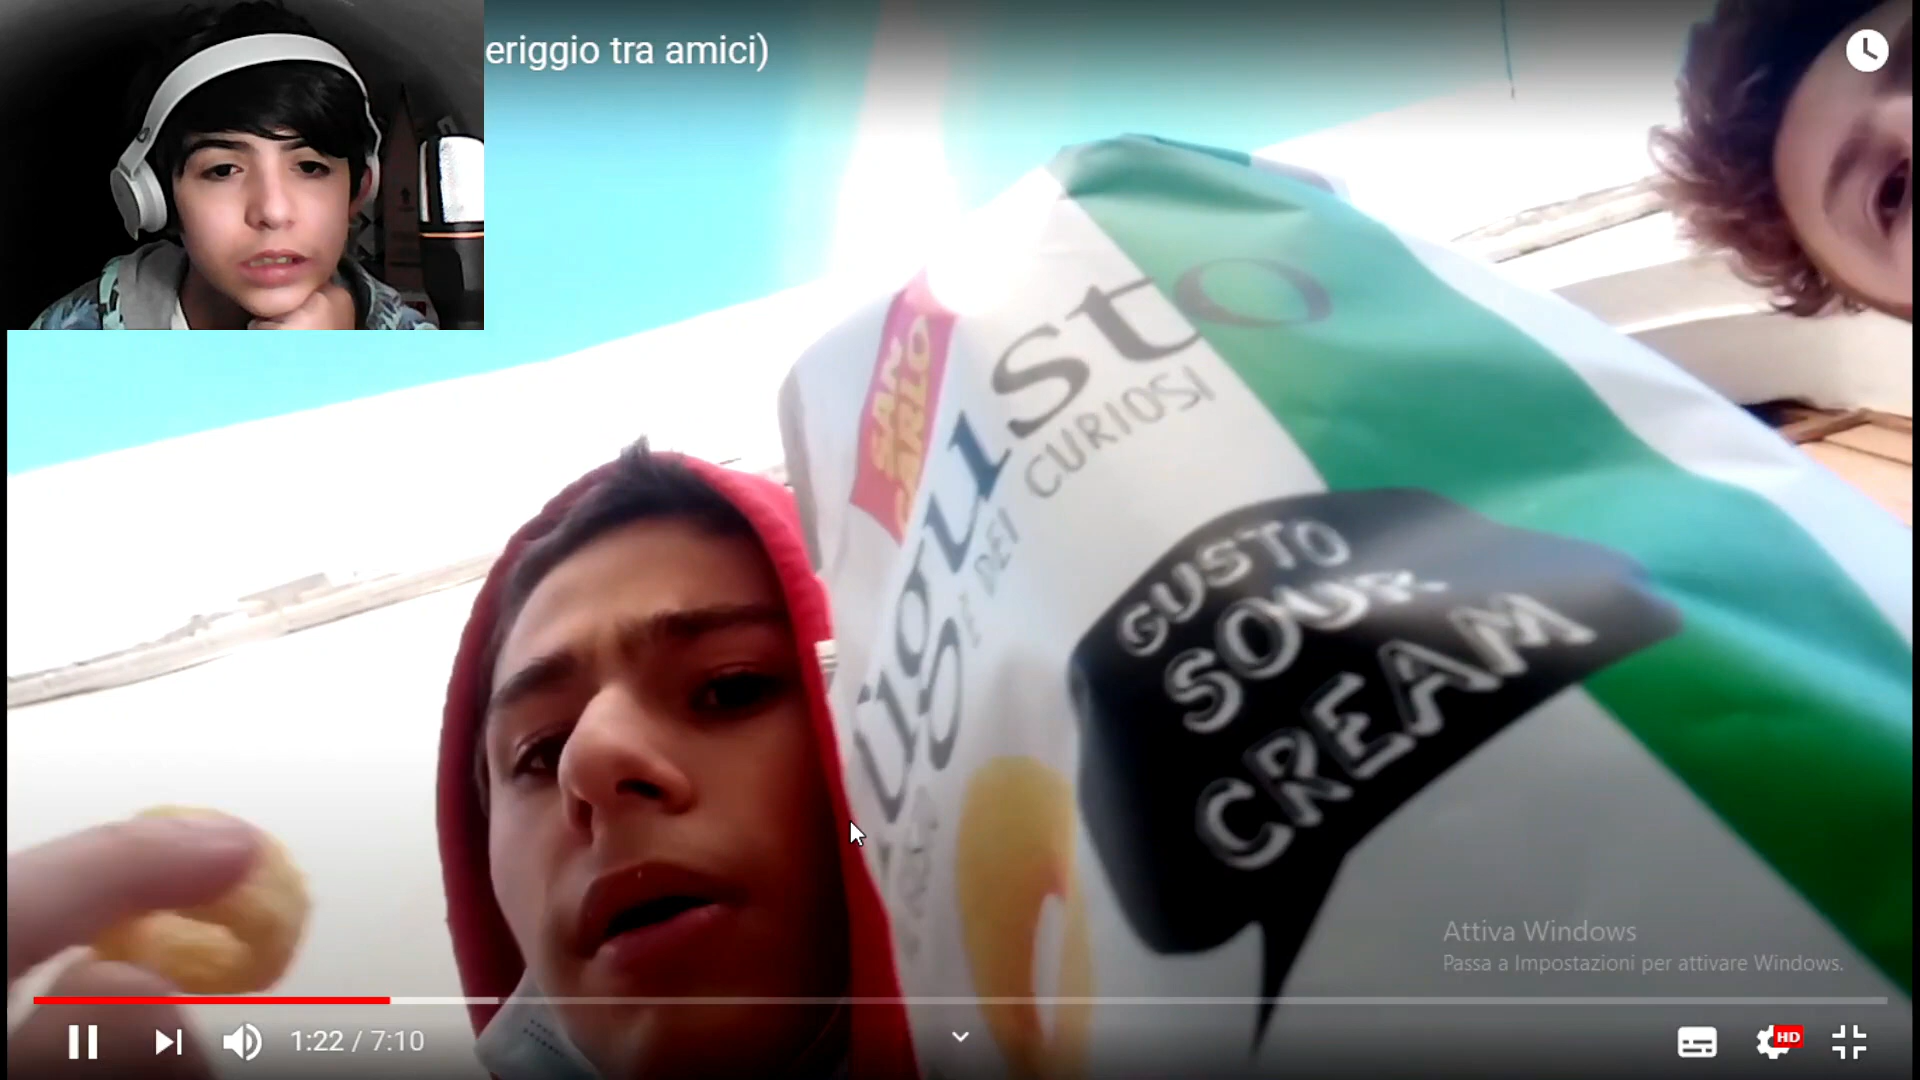 eriggio tra amici)
SAN
CARLO
più gusto
È DEI CURIOSI
GUSTO
SOUR
CREAM
Attiva Windows
Passa a Impostazioni per attivare Windows.
1:22 / 7:10
HD